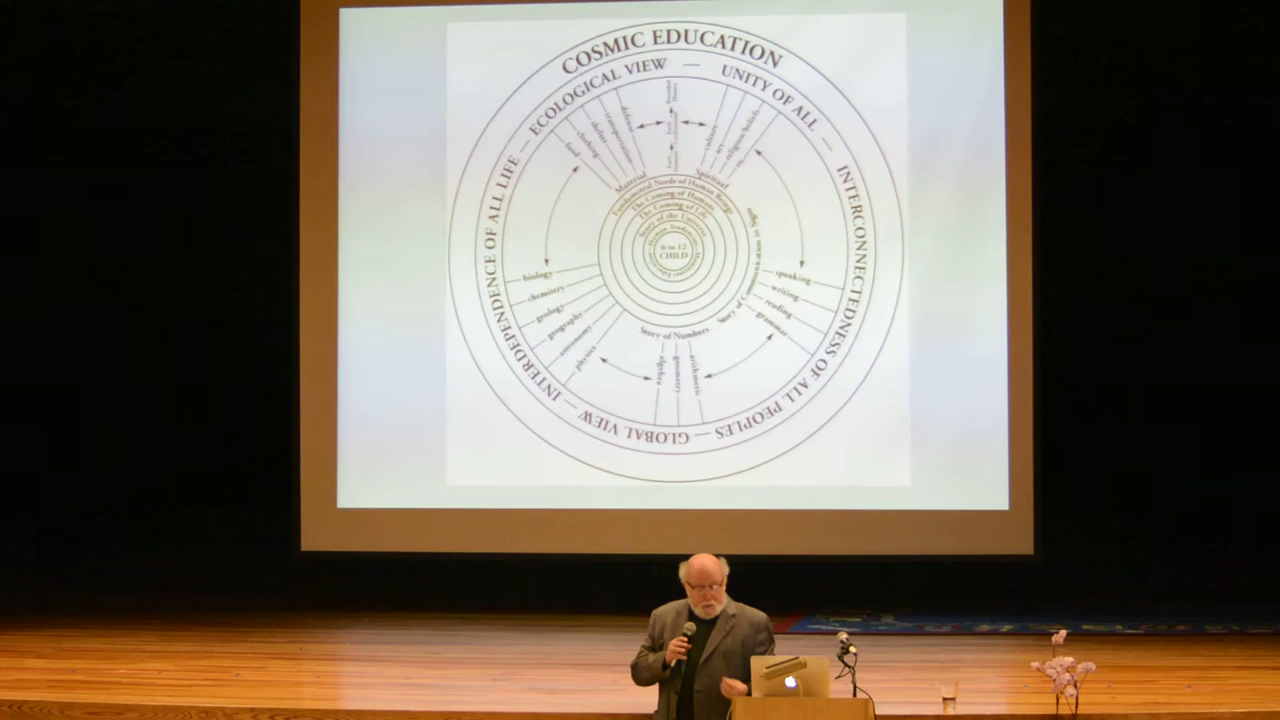 COSMIC EDUCATION
ECOLOGICAL VIEW — UNITY OF ALL — INTERCONNECTEDNESS OF ALL PEOPLES — GLOBAL VIEW — INTERDEPENDENCE OF ALL LIFE —
food
clothing
shelter
transportation
defense
culture
art
religion/beliefs
Material
Spiritual
Fundamental Needs of Human Beings
The Coming of Humans
The Coming of Life
Story of the Universe
Human Tendencies
6 to 12
CHILD
biology
chemistry
geology
geography
astronomy
physics
Story of Numbers
algebra
geometry
arithmetic
Story of Communication in Signs
speaking
writing
reading
grammar